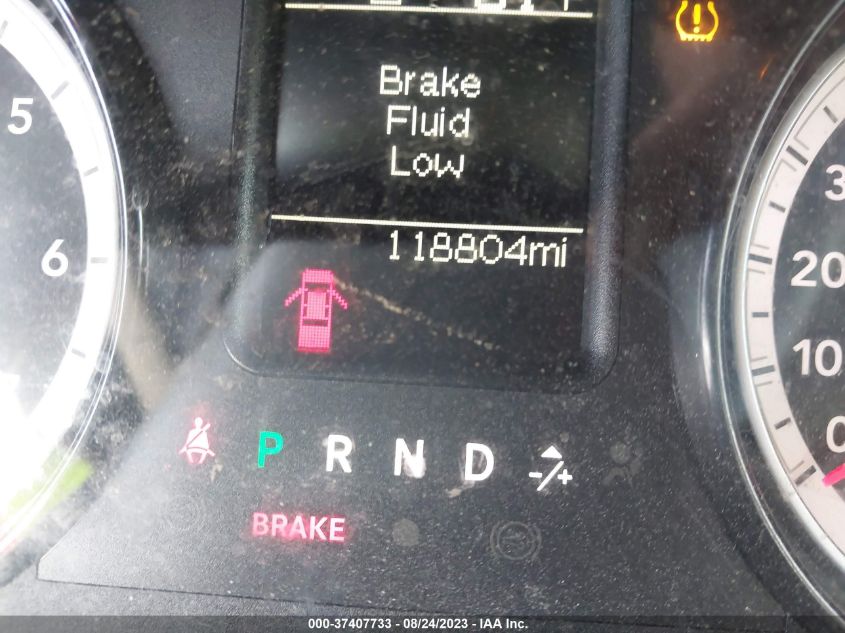 Brake
Fluid
Low
118804mi
5
6
3
20
10
0
P R N D -/+
BRAKE
000-37407733 - 08/24/2023 - IAA Inc.